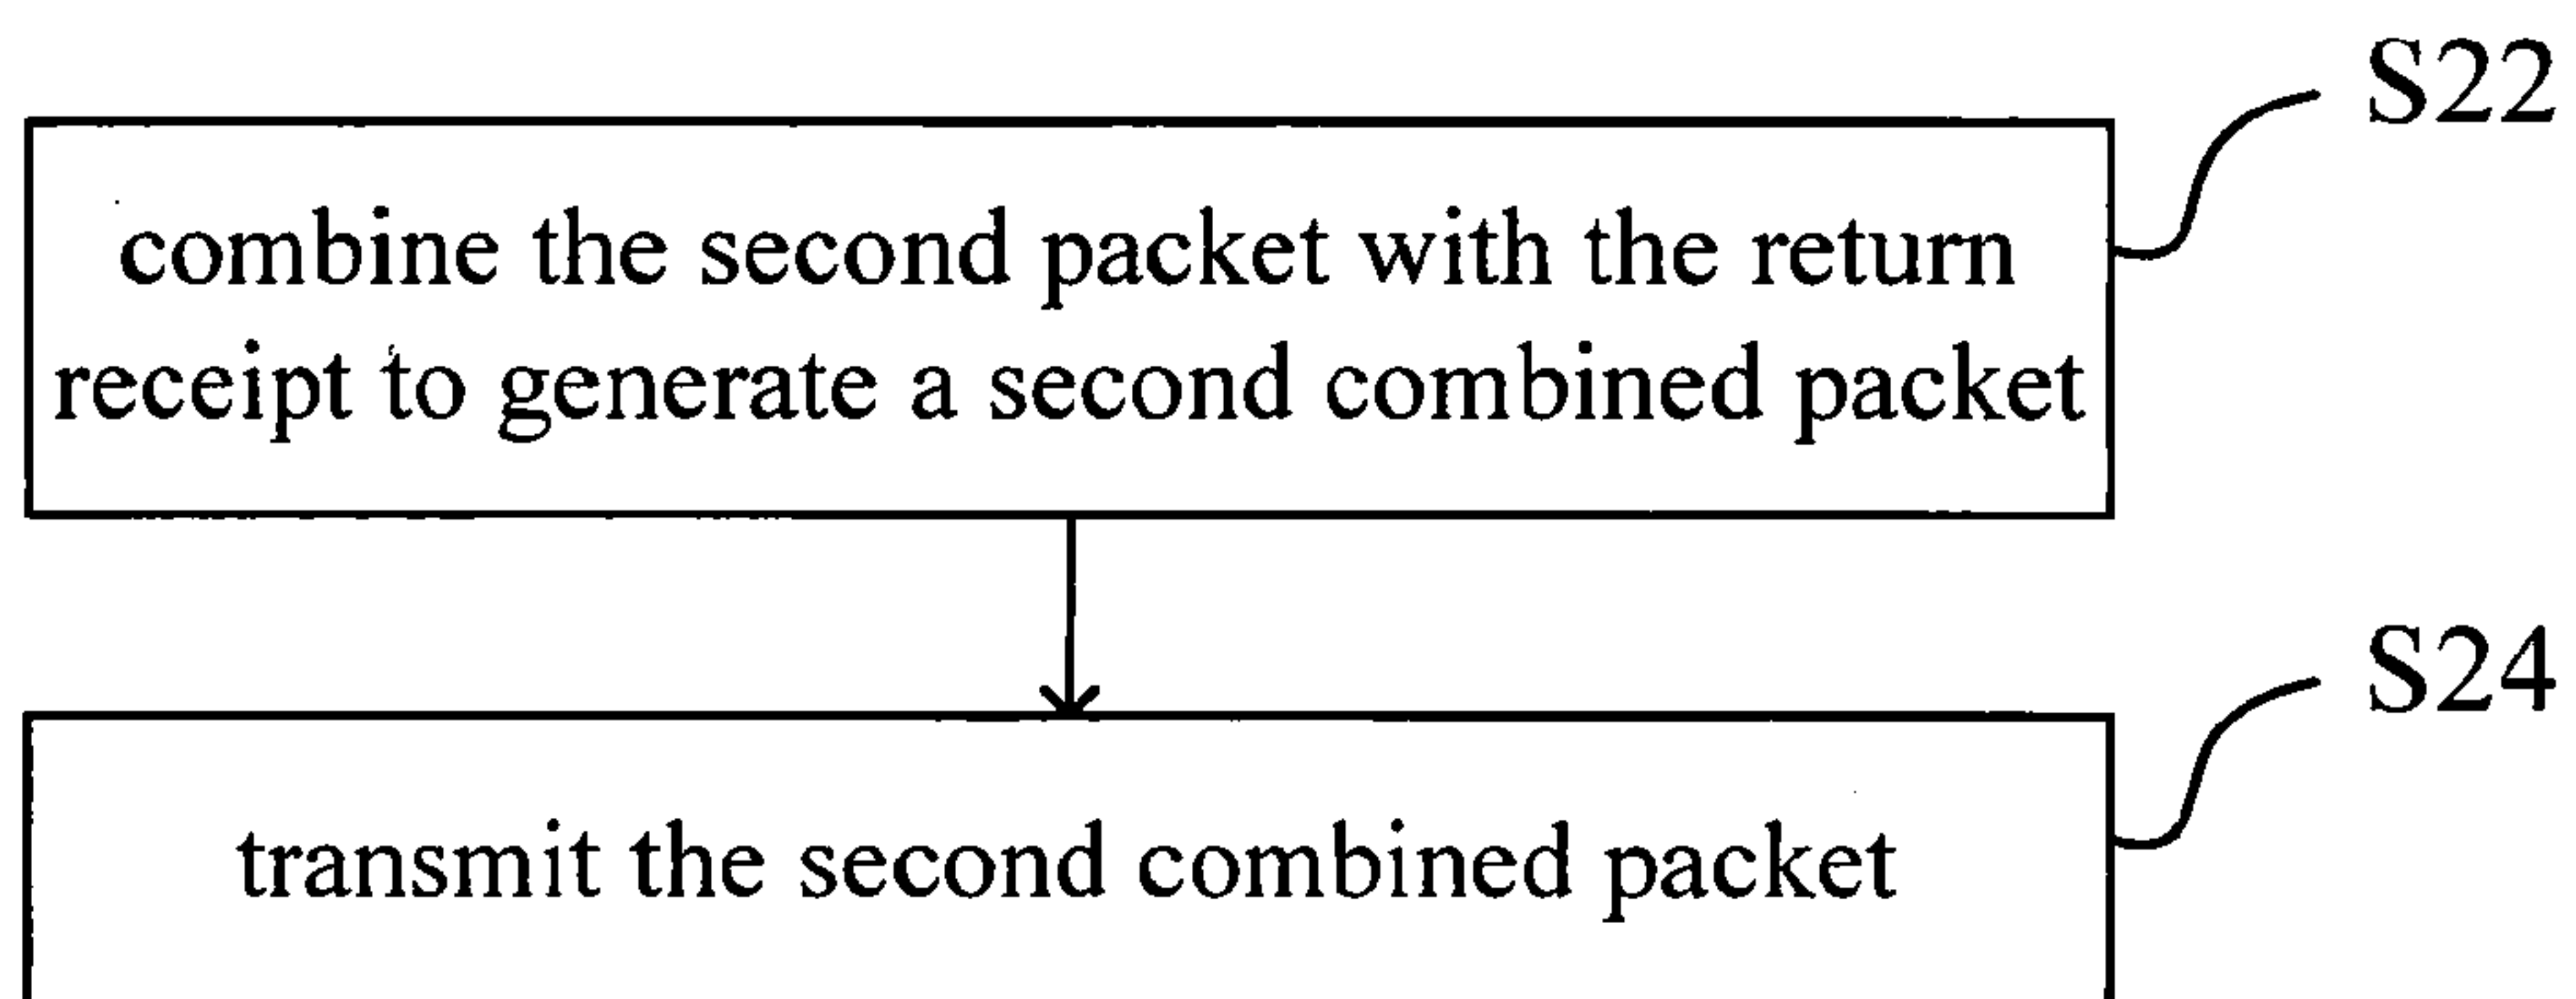 S22
combine the second packet with the return
receipt to generate a second combined packet
S24
transmit the second combined packet